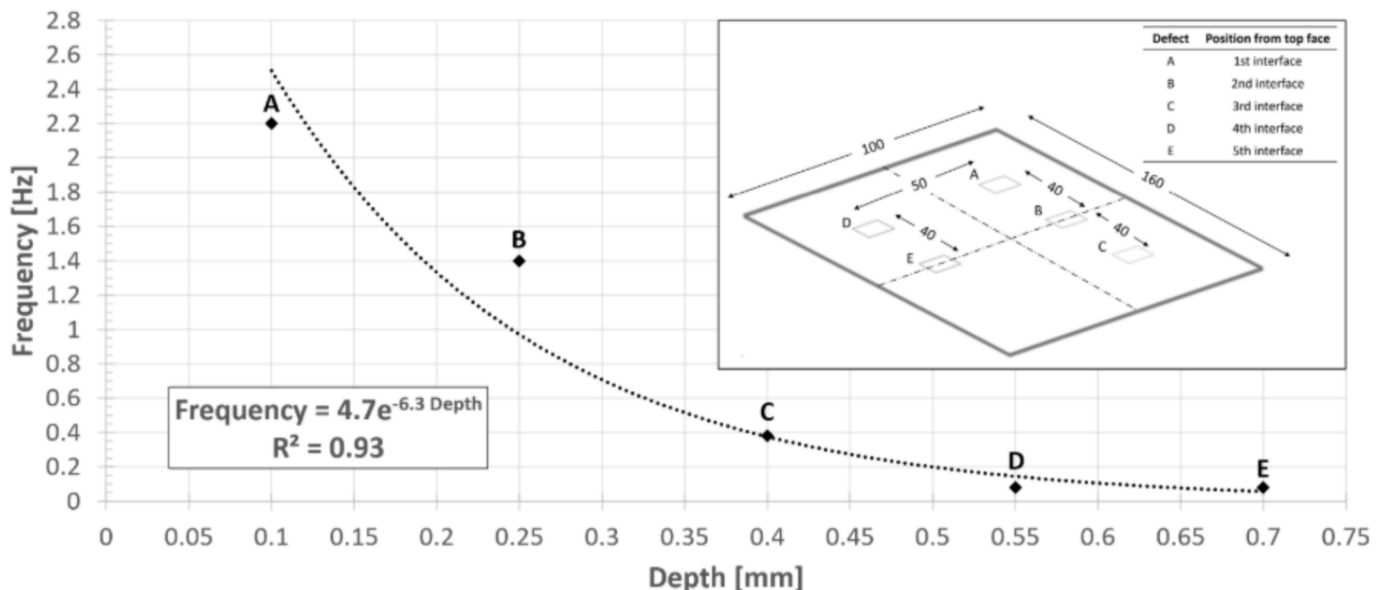 2.8
2.6
2.4
2.2
2
1.8
1.6
1.4
1.2
1
0.8
0.6
0.4
0.2
0
Frequency [Hz]
A
B
C
D
E
Frequency = 4.7e^-6.3 Depth
R² = 0.93
0 0.05 0.1 0.15 0.2 0.25 0.3 0.35 0.4 0.45 0.5 0.55 0.6 0.65 0.7 0.75
Depth [mm]
Defect Position from top face
A 1st interface
B 2nd interface
C 3rd interface
D 4th interface
E 5th interface
100
160
50
40
40
40
A
B
C
D
E